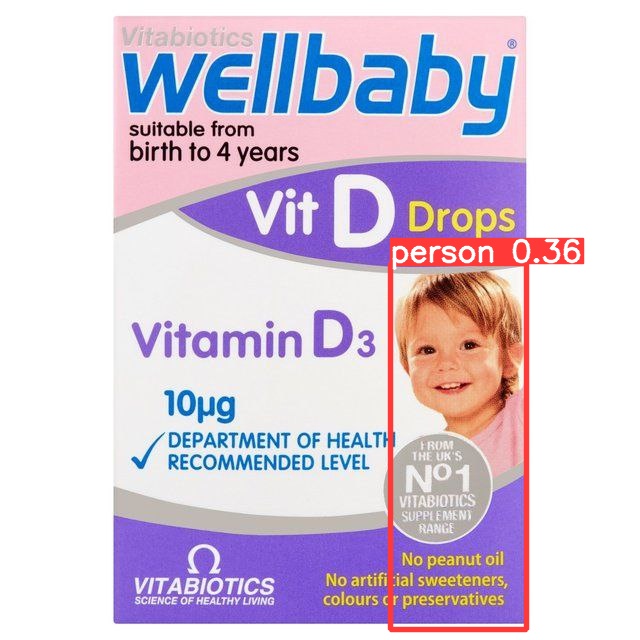 Vitabiotics
wellbaby®
suitable from
birth to 4 years
Vit D Drops
person 0.36
Vitamin D3
10µg
DEPARTMENT OF HEALTH
RECOMMENDED LEVEL
FROM
THE UK'S
Nº1
VITABIOTICS
SUPPLEMENT
RANGE
No peanut oil
No artificial sweeteners,
colours or preservatives
VITABIOTICS
SCIENCE OF HEALTHY LIVING